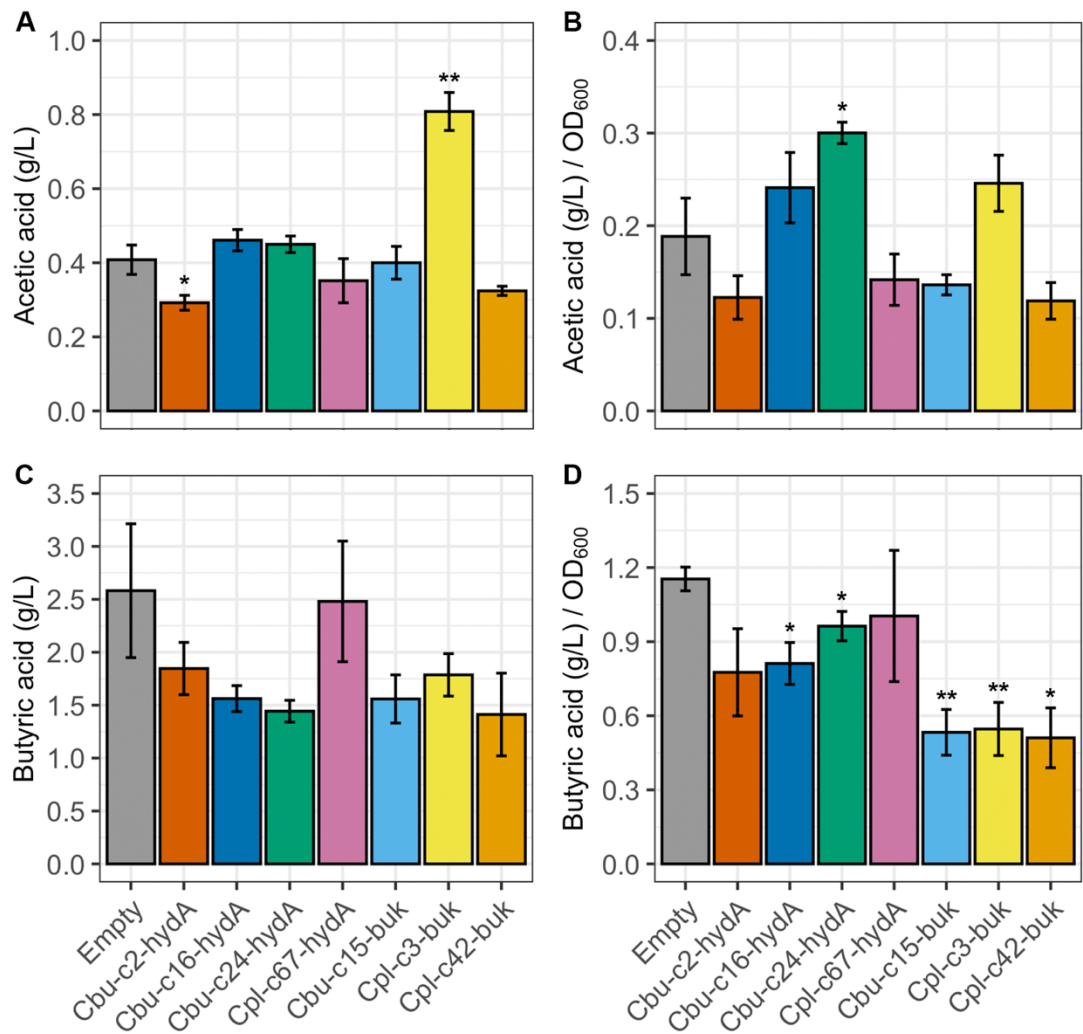 A
Acetic acid (g/L)
1.0
0.8
0.6
0.4
0.2
0.0
*
**
B
Acetic acid (g/L) / OD600
0.4
0.3
0.2
0.1
0.0
*
C
Butyric acid (g/L)
3.5
3.0
2.5
2.0
1.5
1.0
0.5
0.0
Empty
Cbu-c2-hydA
Cbu-c16-hydA
Cbu-c24-hydA
Cpl-c67-hydA
Cbu-c15-buk
Cpl-c3-buk
Cpl-c42-buk
D
Butyric acid (g/L) / OD600
1.5
1.2
0.9
0.6
0.3
0.0
*
*
**
**
*
Empty
Cbu-c2-hydA
Cbu-c16-hydA
Cbu-c24-hydA
Cpl-c67-hydA
Cbu-c15-buk
Cpl-c3-buk
Cpl-c42-buk